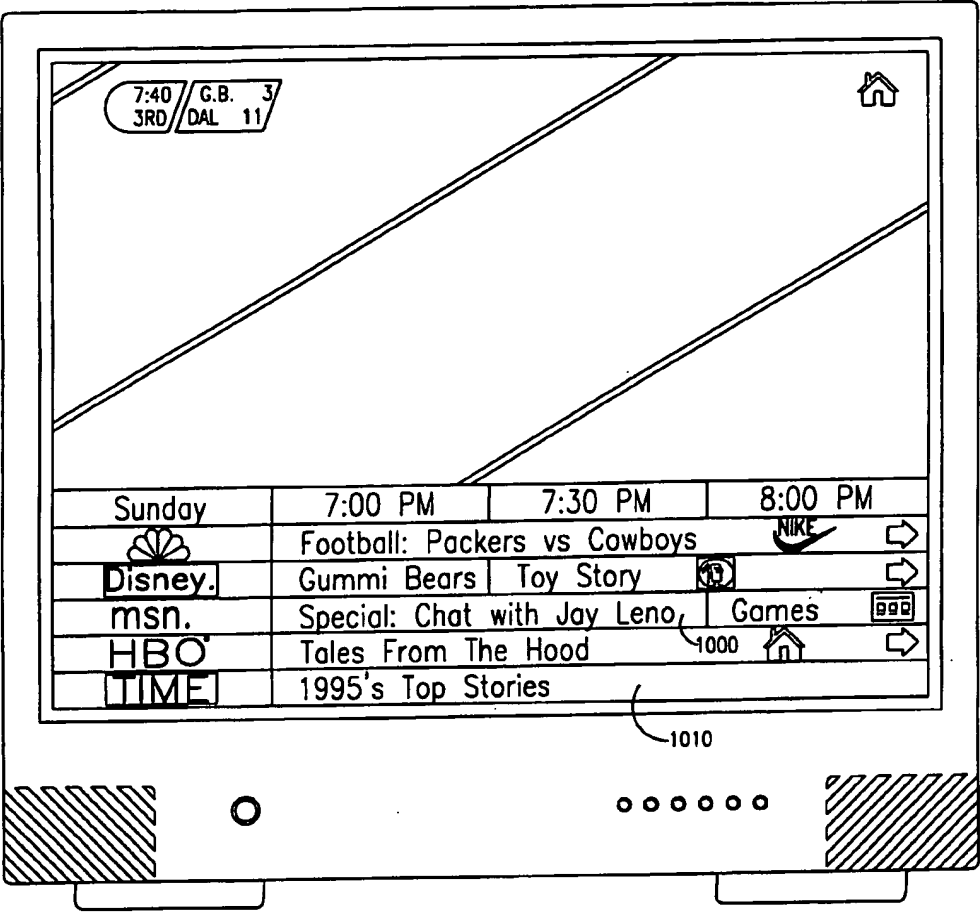 7:40 G.B. 3
3RD DAL 11
Sunday 7:00 PM 7:30 PM 8:00 PM
Football: Packers vs Cowboys NIKE
Disney. Gummi Bears Toy Story
msn. Special: Chat with Jay Leno Games
1000
HBO Tales From The Hood
TIME 1995's Top Stories
1010